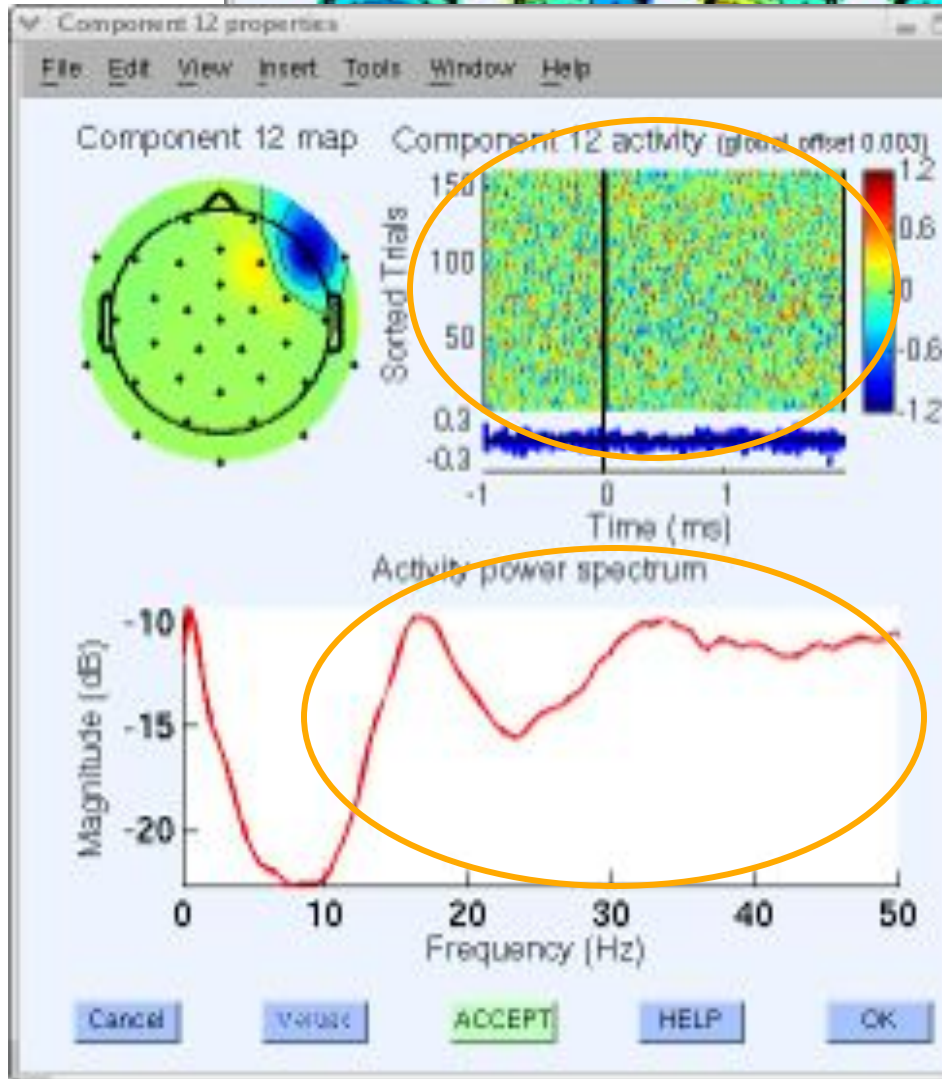 Component 12 properties
File Edit View Insert Tools Window Help
Component 12 map
Component 12 activity (global offset 0.003)
Sorted Trials
150
100
50
0.3
-0.3
1.2
0.6
0
-0.6
-1.2
-1 0 1
Time (ms)
Activity power spectrum
Magnitude (dB)
-10
-15
-20
0 10 20 30 40 50
Frequency (Hz)
Cancel Values ACCEPT HELP OK